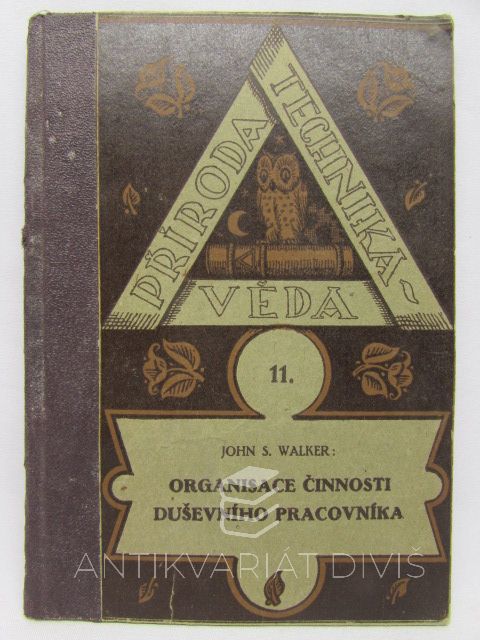 PŘÍRODA
TECHNIKA
VĚDA
11.
JOHN S. WALKER:
ORGANISACE ČINNOSTI
DUŠEVNÍHO PRACOVNÍKA
ANTIKVARIÁT DIVIŠ